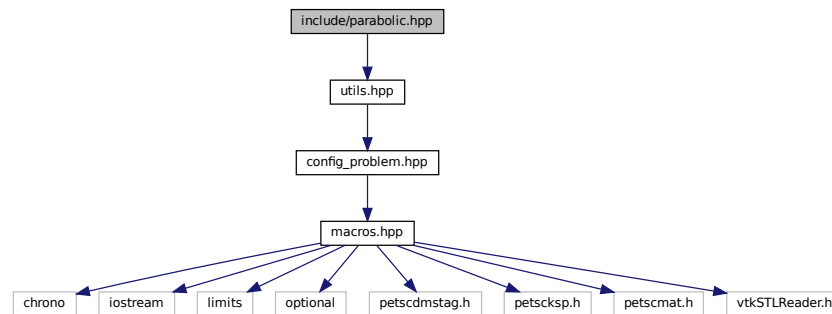 include/parabolic.hpp
utils.hpp
config_problem.hpp
macros.hpp
chrono
iostream
limits
optional
petscdmstag.h
petscksp.h
petscmat.h
vtkSTLReader.h